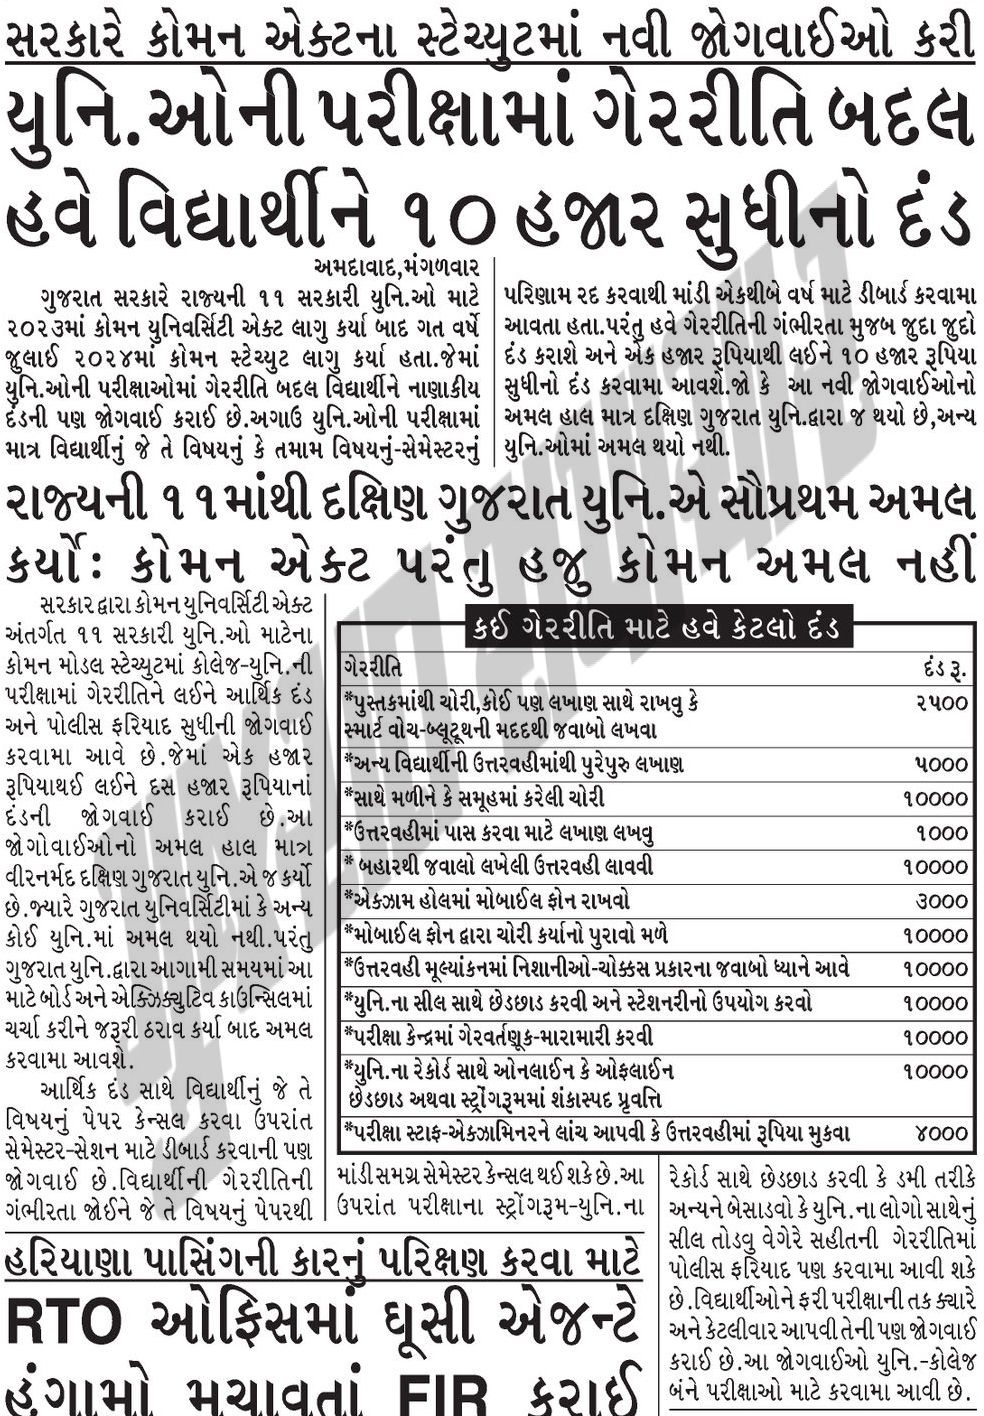 સરકારે કોમન એક્ટના સ્ટેચ્યુટમાં નવી જોગવાઈઓ કરી
યુનિ.ઓની પરીક્ષામાં ગેરરીતિ બદલ
હવે વિદ્યાર્થીને ૧૦ હજાર સુધીનો દંડ
અમદાવાદ,મંગળવાર
ગુજરાત સરકારે રાજ્યની ૧૧ સરકારી યુનિ.ઓ માટે
૨૦૨૩માં કોમન યુનિવર્સિટી એક્ટ લાગુ કર્યા બાદ ગત વર્ષે
જુલાઈ ૨૦૨૪માં કોમન સ્ટેચ્યુટ લાગુ કર્યા હતા.જેમાં
યુનિ.ઓની પરીક્ષાઓમાં ગેરરીતિ બદલ વિદ્યાર્થીને નાણાકીય
દંડની પણ જોગવાઈ કરાઈ છે.અગાઉ યુનિ.ઓની પરીક્ષામાં
માત્ર વિદ્યાર્થીનું જે તે વિષયનું કે તમામ વિષયનું-સેમેસ્ટરનું
પરિણામ રદ કરવાથી માંડી એકથીબે વર્ષ માટે ડીબાર્ડ કરવામા
આવતા હતા.પરંતુ હવે ગેરરીતિની ગંભીરતા મુજબ જુદા જુદો
દંડ કરાશે અને એક હજાર રૂપિયાથી લઈને ૧૦ હજાર રૂપિયા
સુધીનો દંડ કરવામા આવશે.જો કે આ નવી જોગવાઈઓનો
અમલ હાલ માત્ર દક્ષિણ ગુજરાત યુનિ.દ્વારા જ થયો છે,અન્ય
યુનિ.ઓમાં અમલ થયો નથી.
રાજ્યની ૧૧માંથી દક્ષિણ ગુજરાત યુનિ.એ સૌપ્રથમ અમલ
કર્યો: કોમન એક્ટ પરંતુ હજુ કોમન અમલ નહીં
સરકાર દ્વારા કોમન યુનિવર્સિટી એક્ટ
અંતર્ગત ૧૧ સરકારી યુનિ.ઓ માટેના
કોમન મોડલ સ્ટેચ્યુટમાં કોલેજ-યુનિ.ની
પરીક્ષામાં ગેરરીતિને લઈને આર્થિક દંડ
અને પોલીસ ફરિયાદ સુધીની જોગવાઈ
કરવામા આવે છે.જેમાં એક હજાર
રૂપિયાથઈ લઈને દસ હજાર રૂપિયાનાં
દંડની જોગવાઈ કરાઈ છે.આ
જોગોવાઈઓનો અમલ હાલ માત્ર
વીરનર્મદ દક્ષિણ ગુજરાત યુનિ.એ જ કર્યો
છે.જ્યારે ગુજરાત યુનિવર્સિટીમાં કે અન્ય
કોઈ યુનિ.માં અમલ થયો નથી.પરંતુ
ગુજરાત યુનિ.દ્વારા આગામી સમયમાં આ
માટે બોર્ડ અને એક્ઝિક્યુટિવ કાઉન્સિલમાં
ચર્ચા કરીને જરૂરી ઠરાવ કર્યા બાદ અમલ
કરવામા આવશે.
આર્થિક દંડ સાથે વિદ્યાર્થીનું જે તે
વિષયનું પેપર કેન્સલ કરવા ઉપરાંત
સેમેસ્ટર-સેશન માટે ડીબાર્ડ કરવાની પણ
જોગવાઈ છે.વિદ્યાર્થીની ગેરરીતિની
ગંભીરતા જોઈને જે તે વિષયનું પેપરથી
કઈ ગેરરીતિ માટે હવે કેટલો દંડ
ગેરરીતિ દંડ રૂ.
*પુસ્તકમાંથી ચોરી,કોઈ પણ લખાણ સાથે રાખવુ કે ૨૫૦૦
સ્માર્ટ વોચ-બ્લૂટૂથની મદદથી જવાબો લખવા
*અન્ય વિદ્યાર્થીની ઉત્તરવહીમાંથી પુરેપુરુ લખાણ ૫૦૦૦
*સાથે મળીને કે સમૂહમાં કરેલી ચોરી ૧૦૦૦૦
*ઉત્તરવહીમાં પાસ કરવા માટે લખાણ લખવુ ૧૦૦૦
* બહારથી જવાલો લખેલી ઉત્તરવહી લાવવી ૧૦૦૦૦
*એક્ઝામ હોલમાં મોબાઈલ ફોન રાખવો ૩૦૦૦
*મોબાઈલ ફોન દ્વારા ચોરી કર્યાનો પુરાવો મળે ૧૦૦૦૦
*ઉત્તરવહી મૂલ્યાંકનમાં નિશાનીઓ-ચોક્કસ પ્રકારના જવાબો ધ્યાને આવે ૧૦૦૦૦
*યુનિ.ના સીલ સાથે છેડછાડ કરવી અને સ્ટેશનરીનો ઉપયોગ કરવો ૧૦૦૦૦
*પરીક્ષા કેન્દ્રમાં ગેરવર્તણૂક-મારામારી કરવી ૧૦૦૦૦
*યુનિ.ના રેકોર્ડ સાથે ઓનલાઈન કે ઓફલાઈન ૧૦૦૦૦
છેડછાડ અથવા સ્ટ્રોંગરૂમમાં શંકાસ્પદ પ્રવૃત્તિ
*પરીક્ષા સ્ટાફ-એક્ઝામિનરને લાંચ આપવી કે ઉત્તરવહીમાં રૂપિયા મુકવા ૪૦૦૦
માંડી સમગ્ર સેમેસ્ટર કેન્સલ થઈ શકે છે.આ
ઉપરાંત પરીક્ષાના સ્ટ્રોંગરૂમ-યુનિ.ના
રેકોર્ડ સાથે છેડછાડ કરવી કે ડમી તરીકે
અન્યને બેસાડવો કે યુનિ.ના લોગો સાથેનું
સીલ તોડવુ વેગેરે સહીતની ગેરરીતિમાં
પોલીસ ફરિયાદ પણ કરવામા આવી શકે
છે.વિદ્યાર્થીઓને ફરી પરીક્ષાની તક ક્યારે
અને કેટલીવાર આપવી તેની પણ જોગવાઈ
કરાઈ છે.આ જોગવાઈઓ યુનિ.-કોલેજ
બંને પરીક્ષાઓ માટે કરવામા આવી છે.
હરિયાણા પાસિંગની કારનું પરિક્ષણ કરવા માટે
RTO ઓફિસમાં ઘૂસી એજન્ટે
હંગામો મચાવતાં FIR કરાઈ